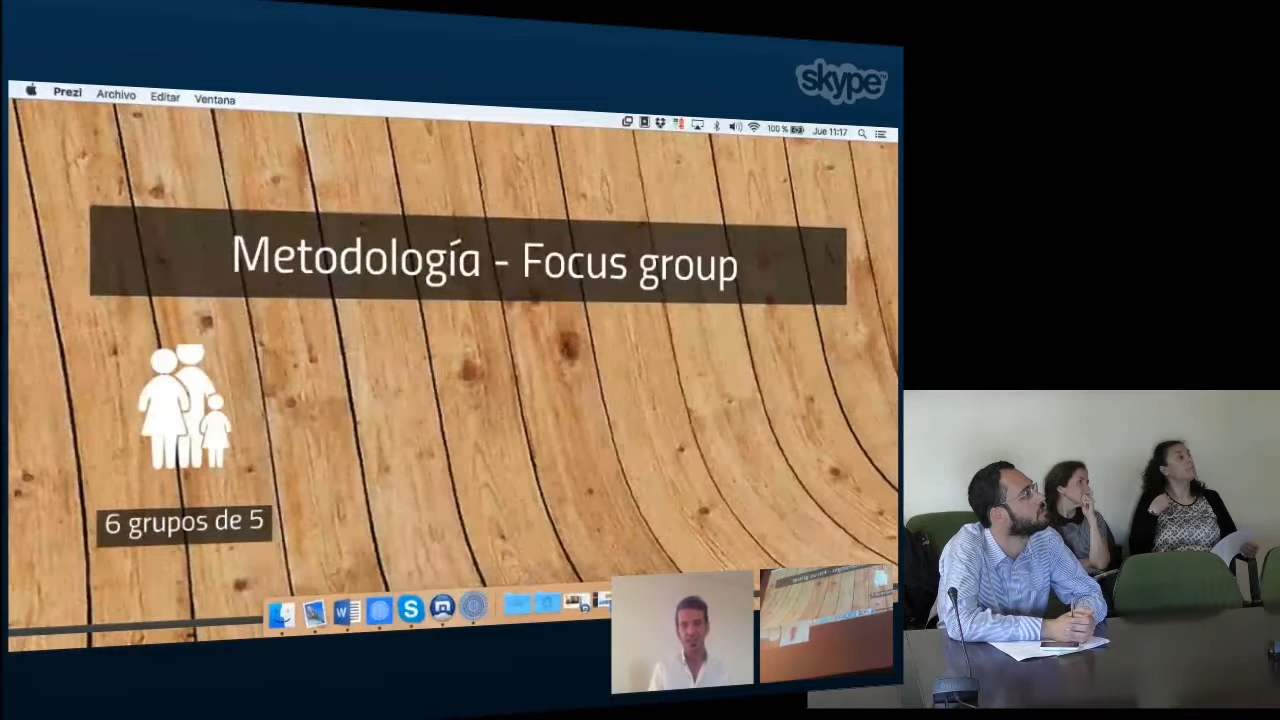 skype
Prezi Archivo Editar Ventana
100 % Jue 11:17
Metodología - Focus group
6 grupos de 5
W S